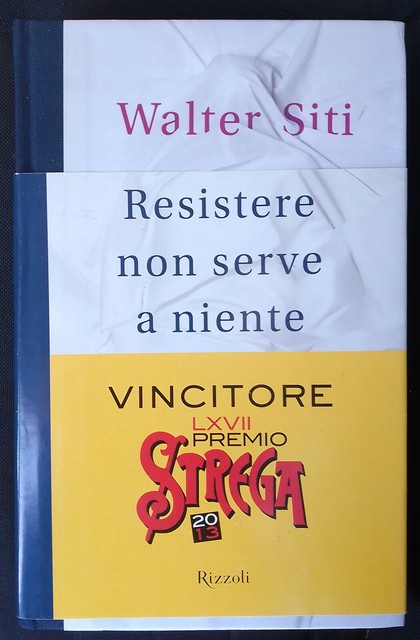 Walter Siti
Resistere
non serve
a niente
VINCITORE
LXVII
PREMIO
STREGA
20
13
Rizzoli